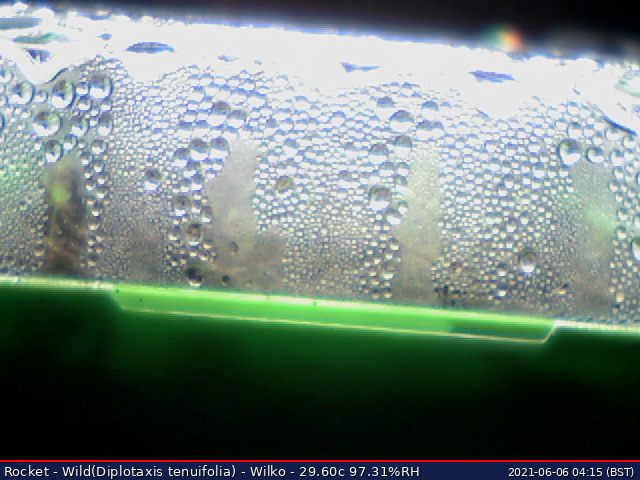 Rocket - Wild(Diplotaxis tenuifolia) - Wilko - 29.60c 97.31%RH
2021-06-06 04:15 (BST)